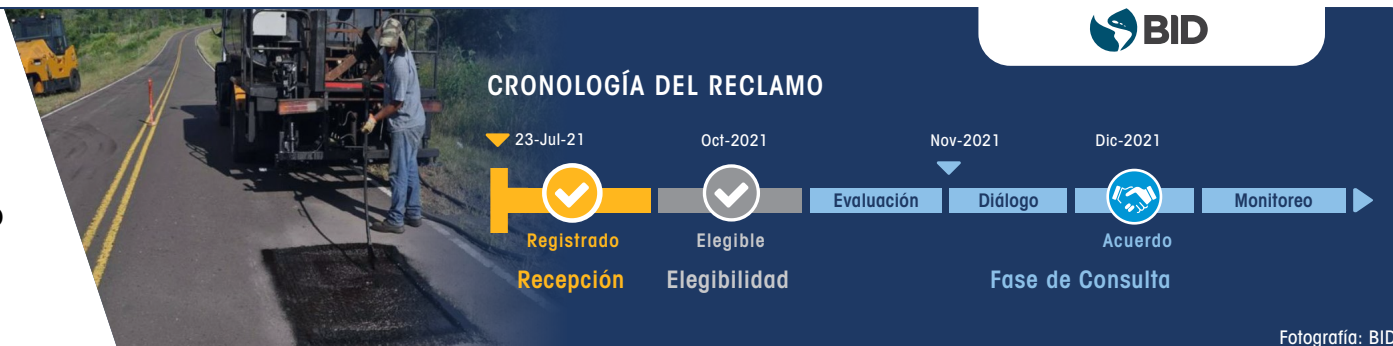 BID
CRONOLOGÍA DEL RECLAMO
23-Jul-21 Oct-2021 Nov-2021 Dic-2021
Evaluación Diálogo Monitoreo
Registrado Elegible Acuerdo
Recepción Elegibilidad Fase de Consulta
Fotografía: BID